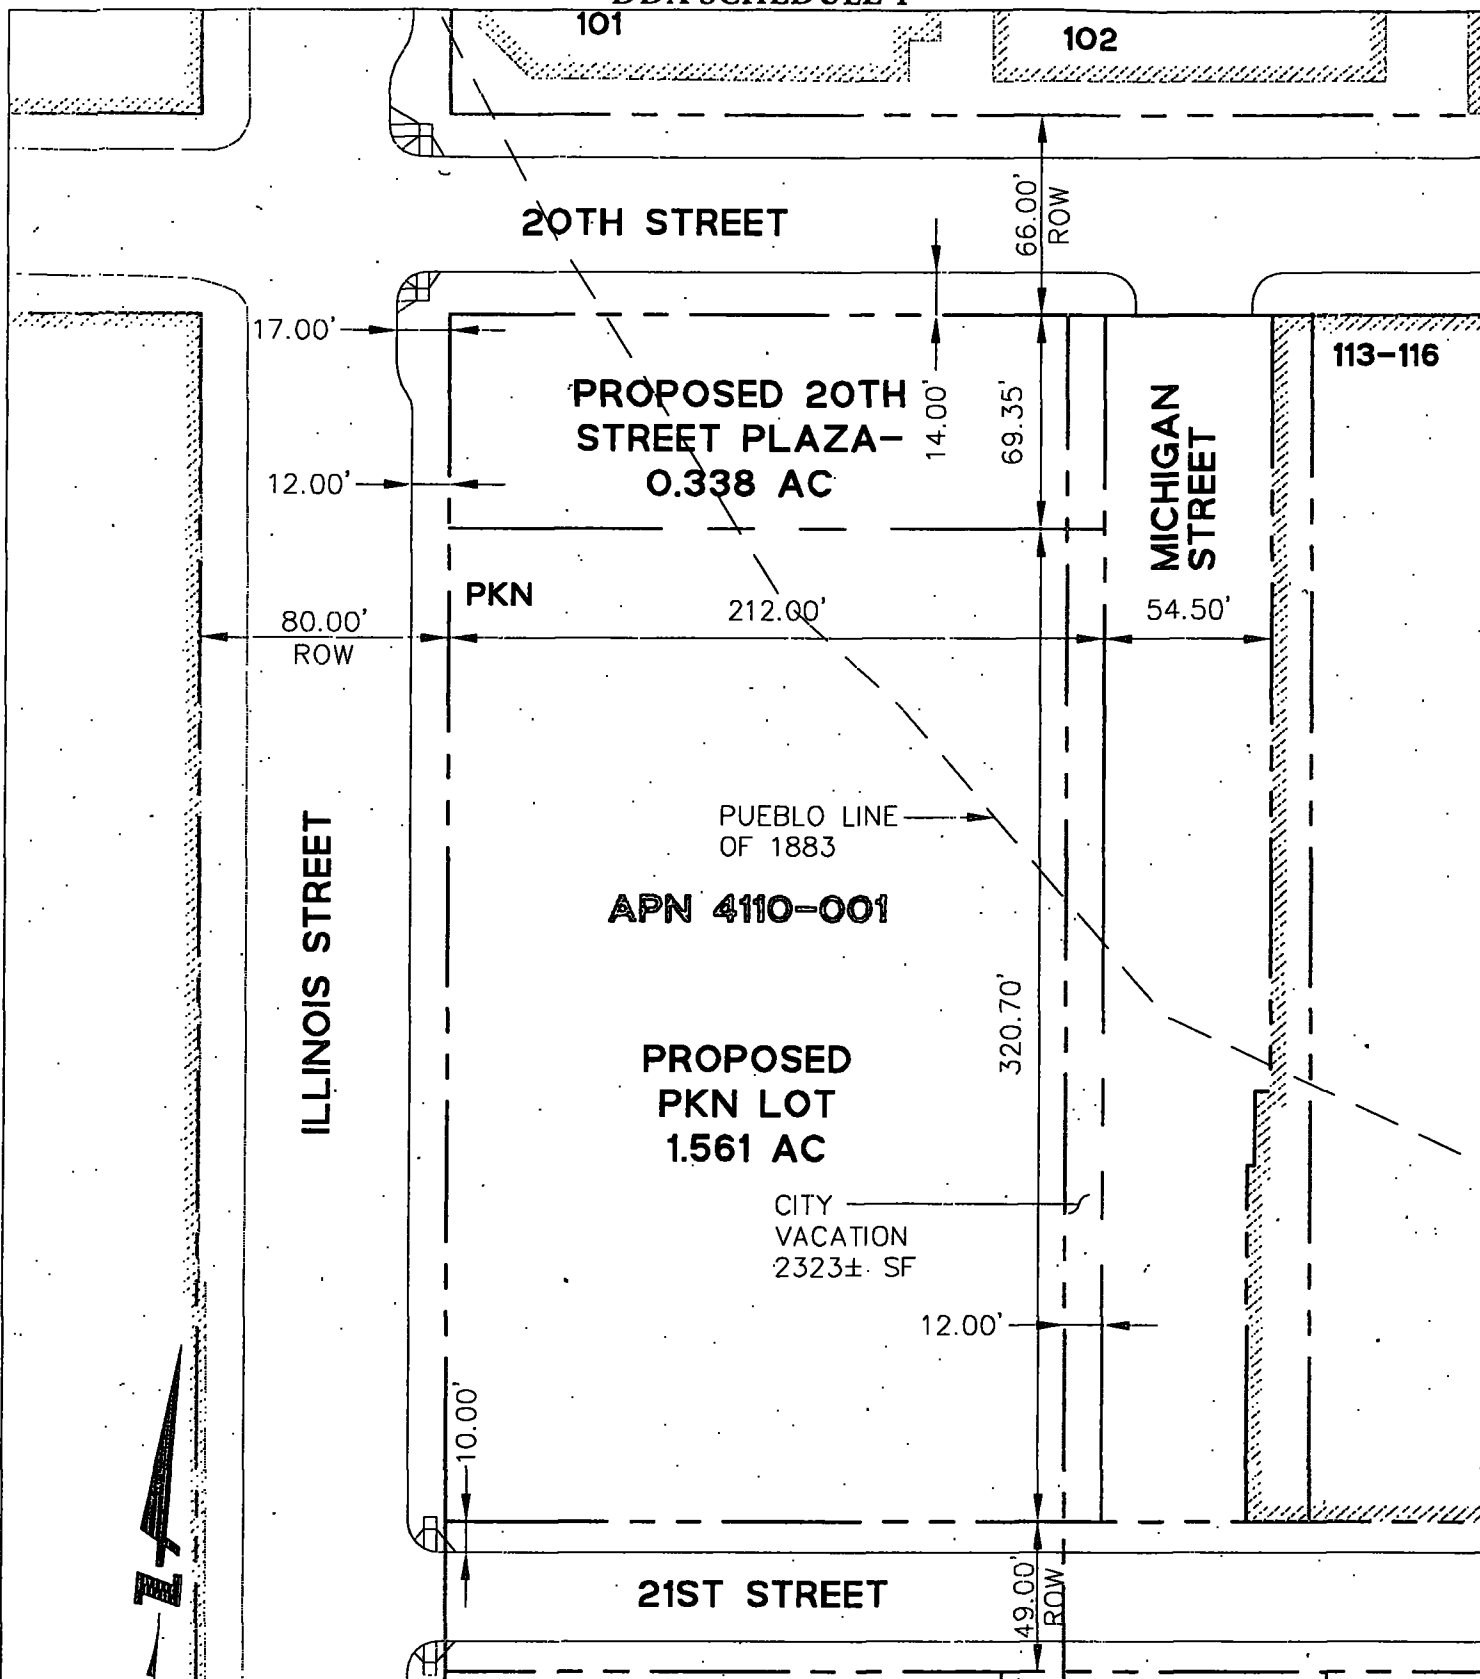 DDA SCHEDULE 1
101
102
20TH STREET
66.00'
ROW
17.00'
113-116
PROPOSED 20TH
STREET PLAZA-
0.338 AC
14.00'
69.35'
MICHIGAN
STREET
12.00'
PKN
80.00'
ROW
212.00'
54.50'
PUEBLO LINE
OF 1883
ILLINOIS STREET
APN 4110-001
320.70'
PROPOSED
PKN LOT
1.561 AC
CITY
VACATION
2323± SF
12.00'
10.00'
21ST STREET
49.00'
ROW